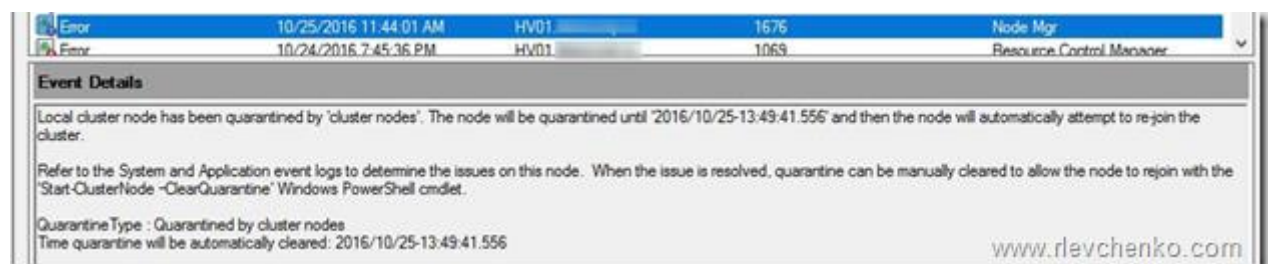 Error 10/25/2016 11:44:01 AM HV01. 1676 Node Mgr
Error 10/24/2016 7:45:36 PM HV01. 1069 Resource Control Manager
Event Details
Local cluster node has been quarantined by 'cluster nodes'. The node will be quarantined until '2016/10/25-13:49:41.556' and then the node will automatically attempt to re-join the
cluster.
Refer to the System and Application event logs to determine the issues on this node. When the issue is resolved, quarantine can be manually cleared to allow the node to rejoin with the
'Start-ClusterNode –ClearQuarantine' Windows PowerShell cmdlet.
QuarantineType : Quarantined by cluster nodes
Time quarantine will be automatically cleared: 2016/10/25-13:49:41.556
www.rlevchenko.com